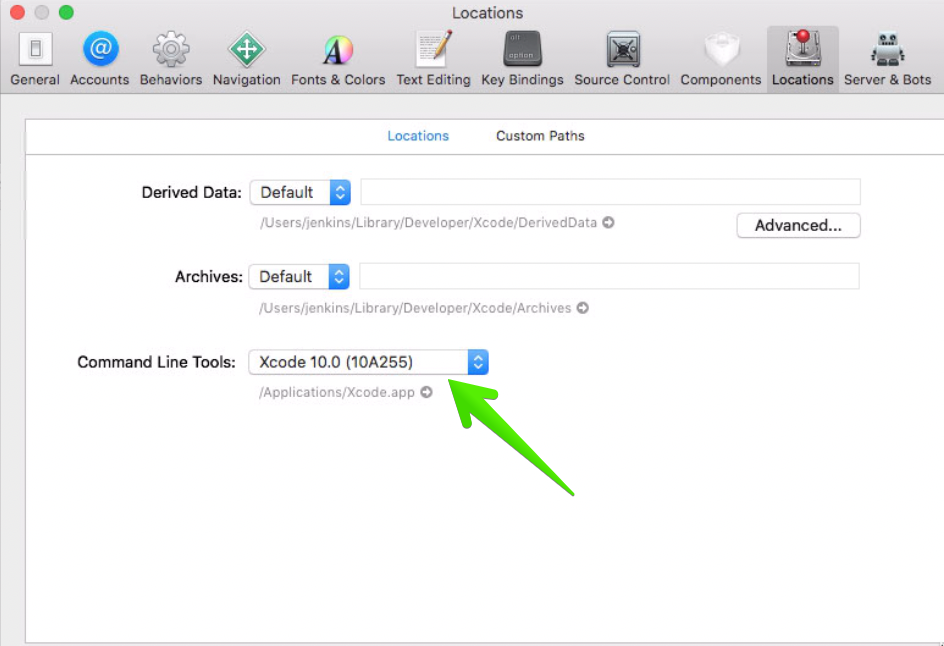 Locations
General Accounts Behaviors Navigation Fonts & Colors Text Editing Key Bindings Source Control Components Locations Server & Bots
Locations Custom Paths
Derived Data: Default
/Users/jenkins/Library/Developer/Xcode/DerivedData
Advanced...
Archives: Default
/Users/jenkins/Library/Developer/Xcode/Archives
Command Line Tools: Xcode 10.0 (10A255)
/Applications/Xcode.app